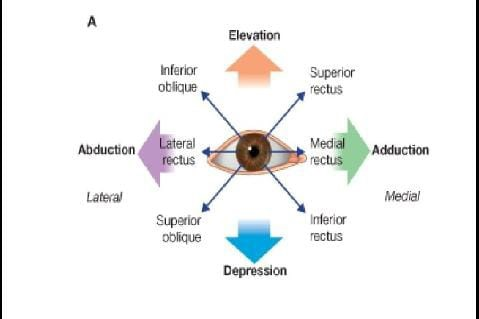 A
Elevation
Inferior
oblique
Superior
rectus
Abduction
Lateral
rectus
Medial
rectus
Adduction
Lateral
Medial
Superior
oblique
Inferior
rectus
Depression